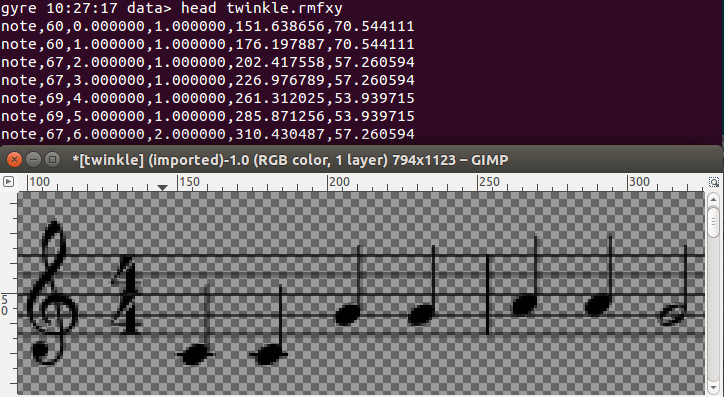 gyre 10:27:17 data> head twinkle.rmfxy
note,60,0.000000,1.000000,151.638656,70.544111
note,60,1.000000,1.000000,176.197887,70.544111
note,67,2.000000,1.000000,202.417558,57.260594
note,67,3.000000,1.000000,226.976789,57.260594
note,69,4.000000,1.000000,261.312025,53.939715
note,69,5.000000,1.000000,285.871256,53.939715
note,67,6.000000,2.000000,310.430487,57.260594
*[twinkle] (imported)-1.0 (RGB color, 1 layer) 794x1123 – GIMP
100 150 200 250 300
50
4
4